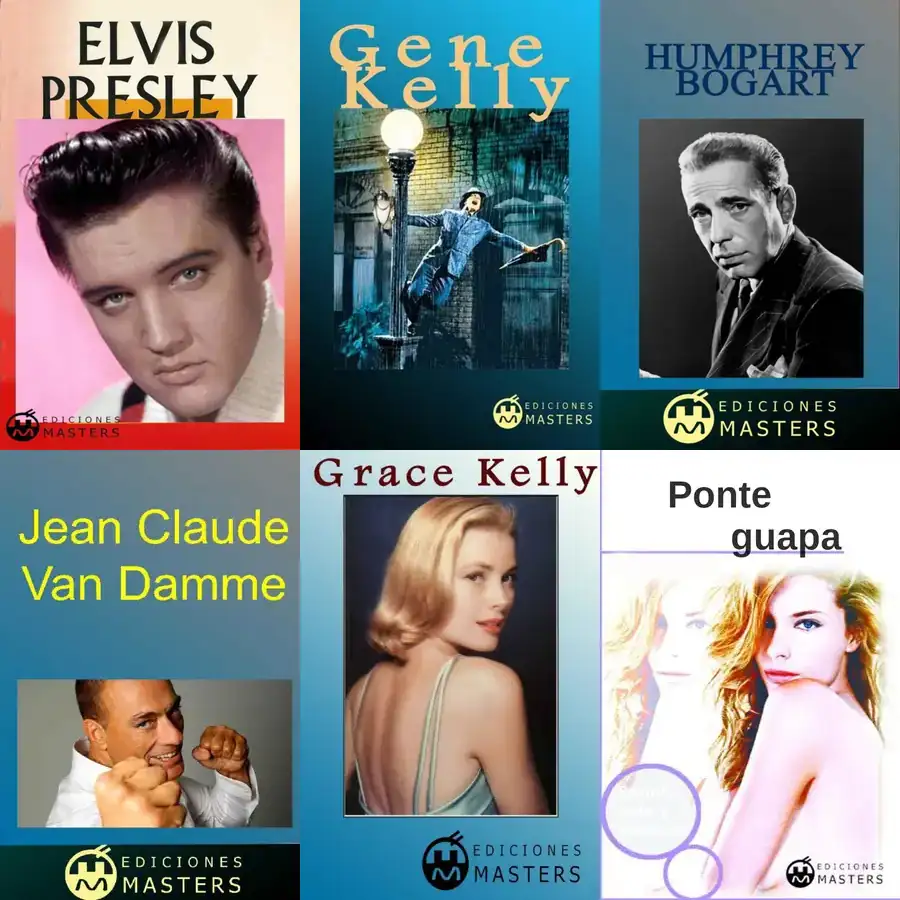 ELVIS
PRESLEY
EDICIONES
MASTERS
Gene
Kelly
EDICIONES
MASTERS
HUMPHREY
BOGART
EDICIONES
MASTERS
Jean Claude
Van Damme
EDICIONES
MASTERS
Grace Kelly
EDICIONES
MASTERS
Ponte
guapa
EDICIONES
MASTERS